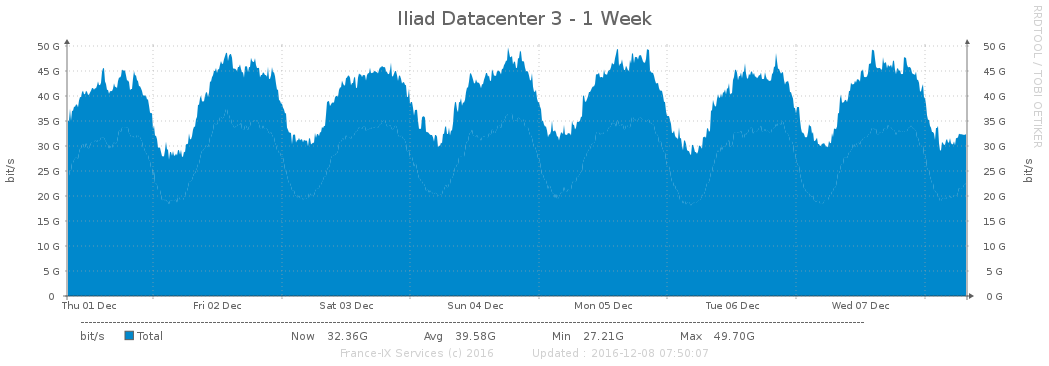 Iliad Datacenter 3 - 1 Week
RRDTOOL / TOBI OETIKER
50 G 50 G
45 G 45 G
40 G 40 G
35 G 35 G
30 G 30 G
25 G 25 G
20 G 20 G
15 G 15 G
10 G 10 G
5 G 5 G
0 0 G
bit/s bit/s
Thu 01 Dec Fri 02 Dec Sat 03 Dec Sun 04 Dec Mon 05 Dec Tue 06 Dec Wed 07 Dec
bit/s Total Now 32.36G Avg 39.58G Min 27.21G Max 49.70G
France-IX Services (c) 2016 Updated : 2016-12-08 07:50:07